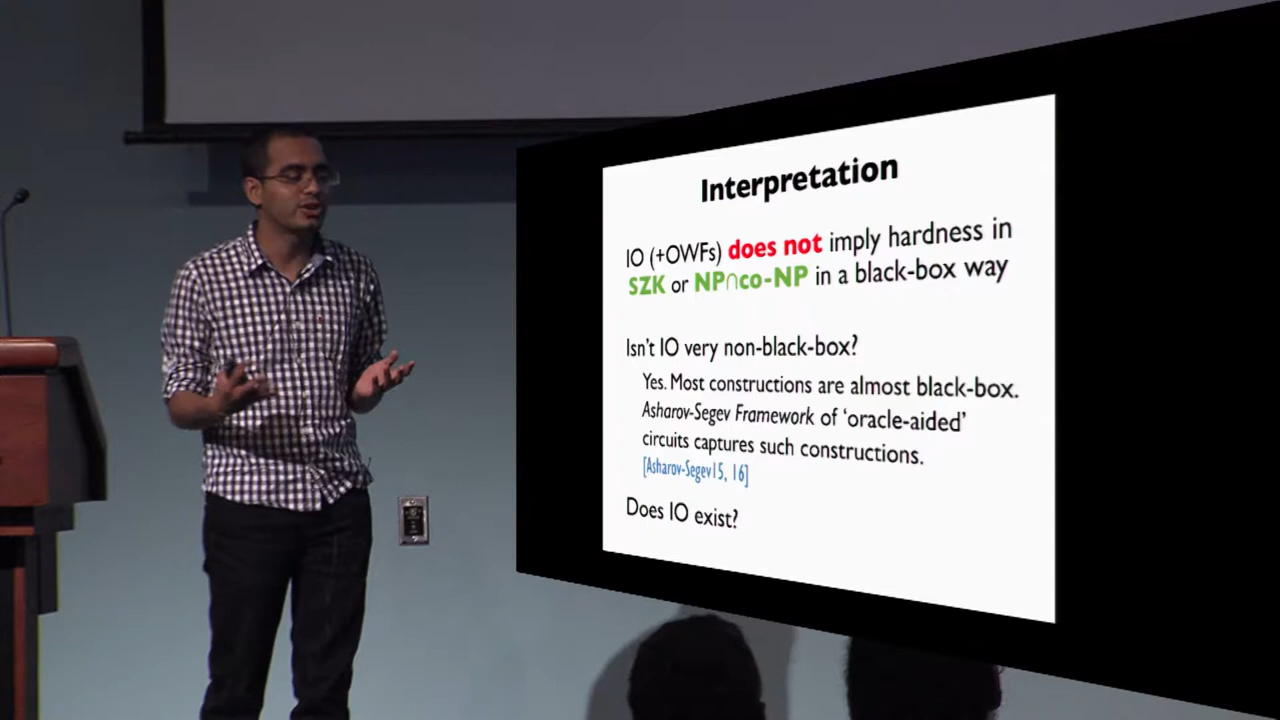 Interpretation
IO (+OWFs) does not imply hardness in
SZK or NP∩co-NP in a black-box way
Isn't IO very non-black-box?
Yes. Most constructions are almost black-box.
Asharov-Segev Framework of 'oracle-aided'
circuits captures such constructions.
[Asharov-Segev15, 16]
Does IO exist?